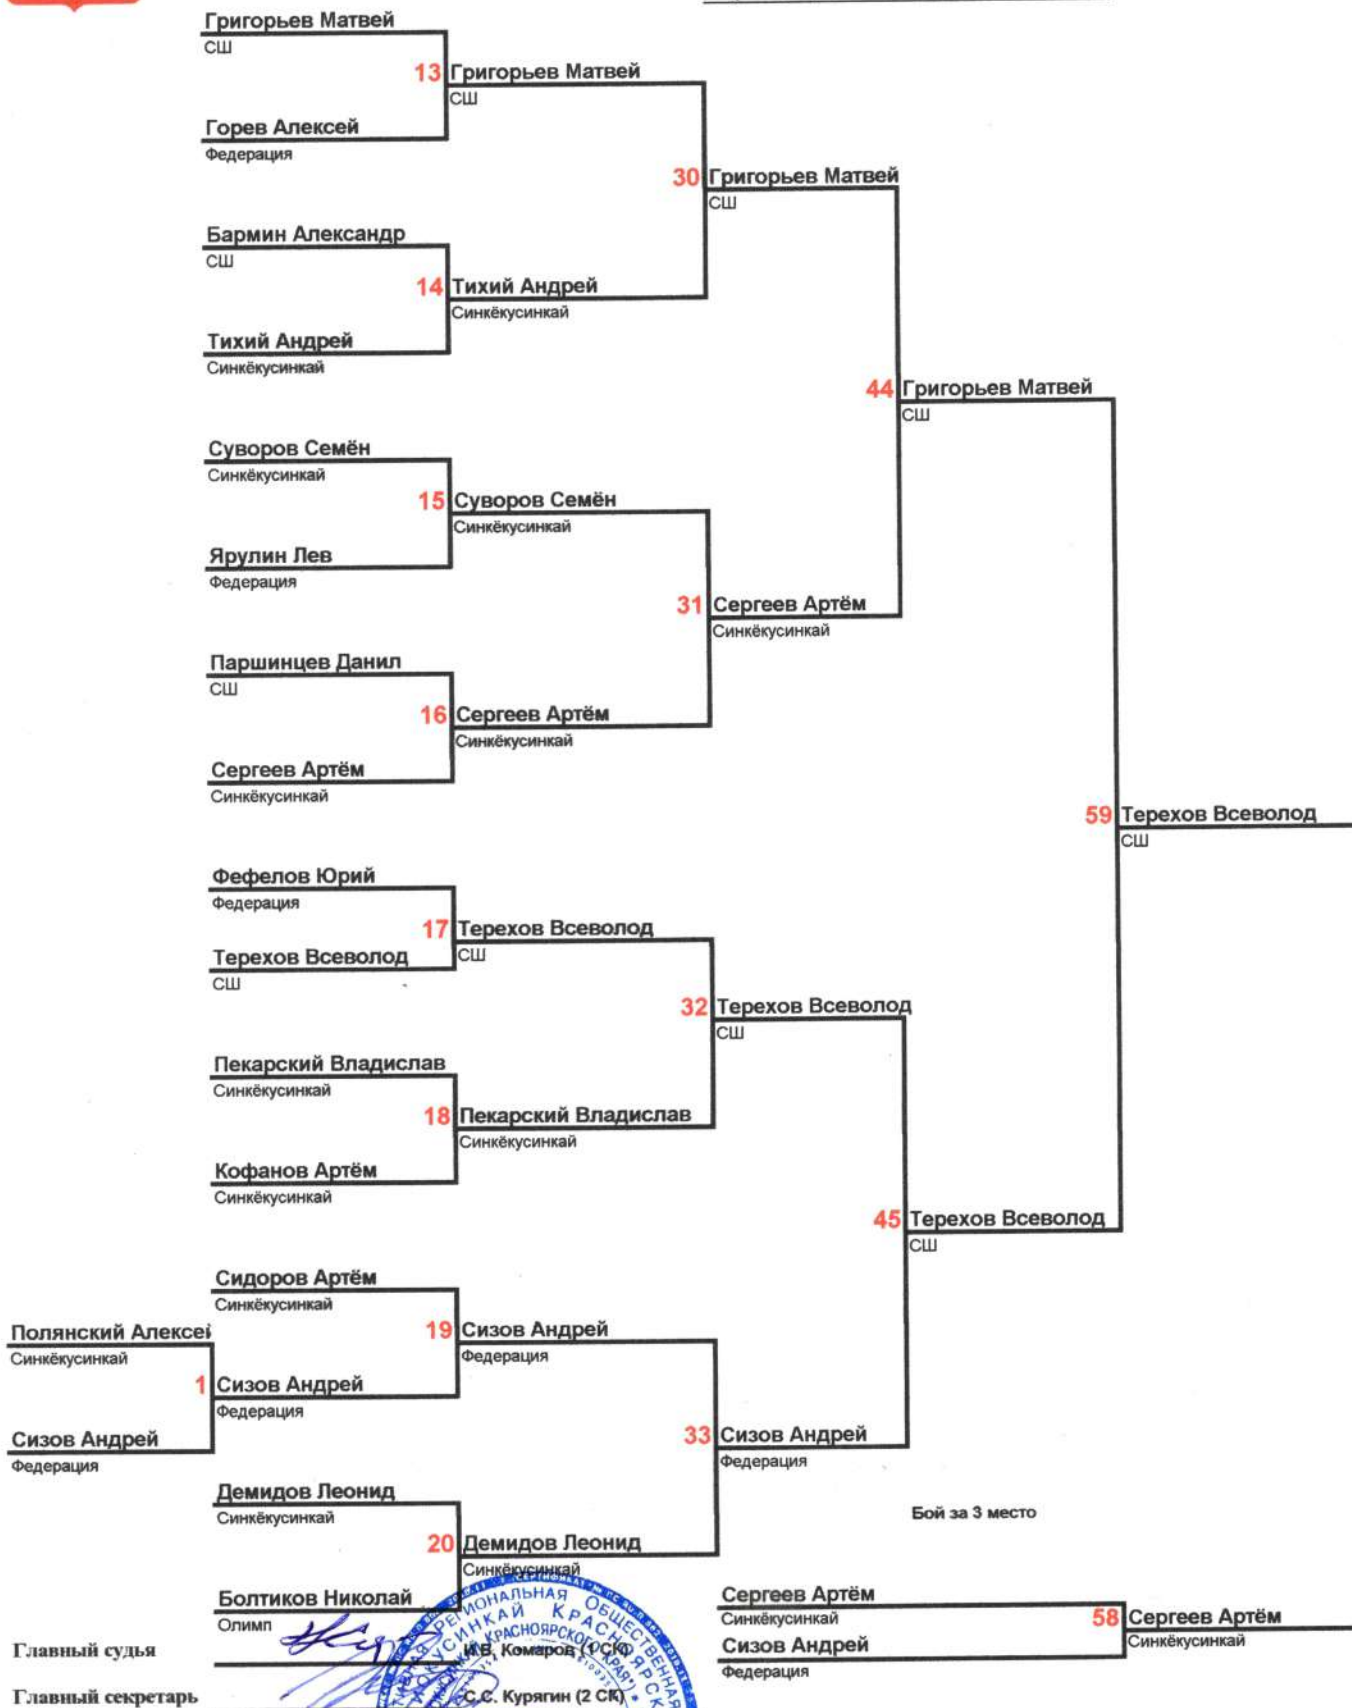 Григорьев Матвей
СШ
13
Григорьев Матвей
СШ
Горев Алексей
Федерация
30
Григорьев Матвей
СШ
Бармин Александр
СШ
14
Тихий Андрей
Синкёкусинкай
Тихий Андрей
Синкёкусинкай
44
Григорьев Матвей
СШ
Суворов Семён
Синкёкусинкай
15
Суворов Семён
Синкёкусинкай
Ярулин Лев
Федерация
31
Сергеев Артём
Синкёкусинкай
Паршинцев Данил
СШ
16
Сергеев Артём
Синкёкусинкай
Сергеев Артём
Синкёкусинкай
59
Терехов Всеволод
СШ
Фефелов Юрий
Федерация
17
Терехов Всеволод
СШ
Терехов Всеволод
СШ
32
Терехов Всеволод
СШ
Пекарский Владислав
Синкёкусинкай
18
Пекарский Владислав
Синкёкусинкай
Кофанов Артём
Синкёкусинкай
45
Терехов Всеволод
СШ
Сидоров Артём
Синкёкусинкай
Полянский Алексей
Синкёкусинкай
19
Сизов Андрей
Федерация
1
Сизов Андрей
Федерация
Сизов Андрей
Федерация
33
Сизов Андрей
Федерация
Демидов Леонид
Синкёкусинкай
Бой за 3 место
20
Демидов Леонид
Синкёкусинкай
Болтиков Николай
Олимп
Сергеев Артём
Синкёкусинкай
58
Сергеев Артём
Синкёкусинкай
Сизов Андрей
Федерация
Главный судья
И.В. Комаров (1 СК)
Главный секретарь
С.С. Курягин (2 СК)
РЕГИОНАЛЬНАЯ ОБЩЕСТВЕННАЯ
КРАСНОЯРСКОГО КРАЯ